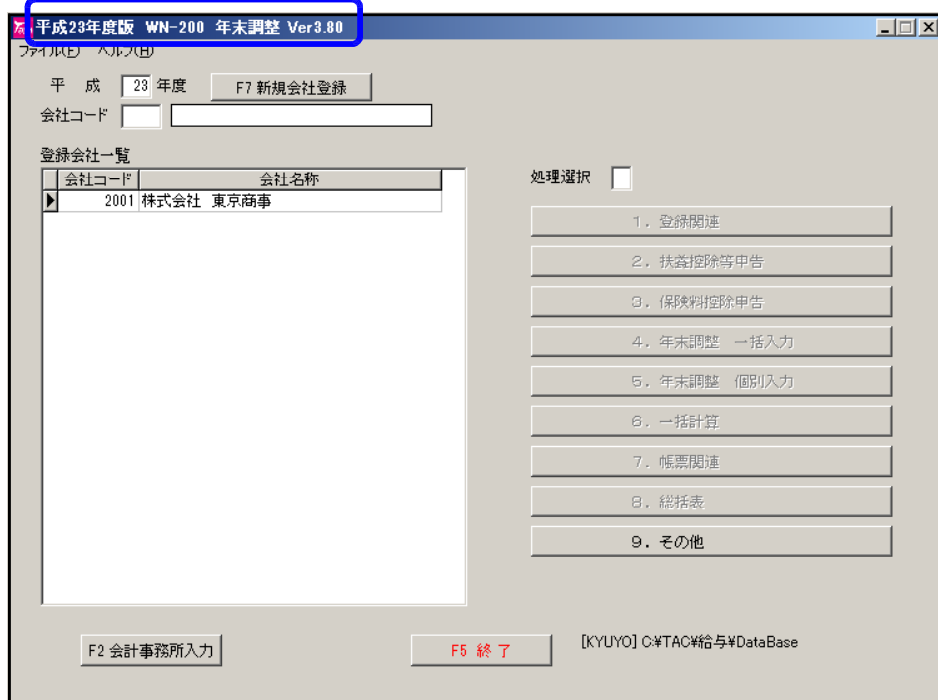 平成23年度版 WN-200 年末調整 Ver3.80
ファイル(F) ヘルプ(H)
平 成 23 年度 F7 新規会社登録
会社コード
登録会社一覧
会社コード 会社名称
2001 株式会社 東京商事
処理選択
1. 登録関連
2. 扶養控除等申告
3. 保険料控除申告
4. 年末調整 一括入力
5. 年末調整 個別入力
6. 一括計算
7. 帳票関連
8. 総括表
9. その他
F2 会計事務所入力
F5 終了
[KYUYO] C:¥TAC¥給与¥DataBase